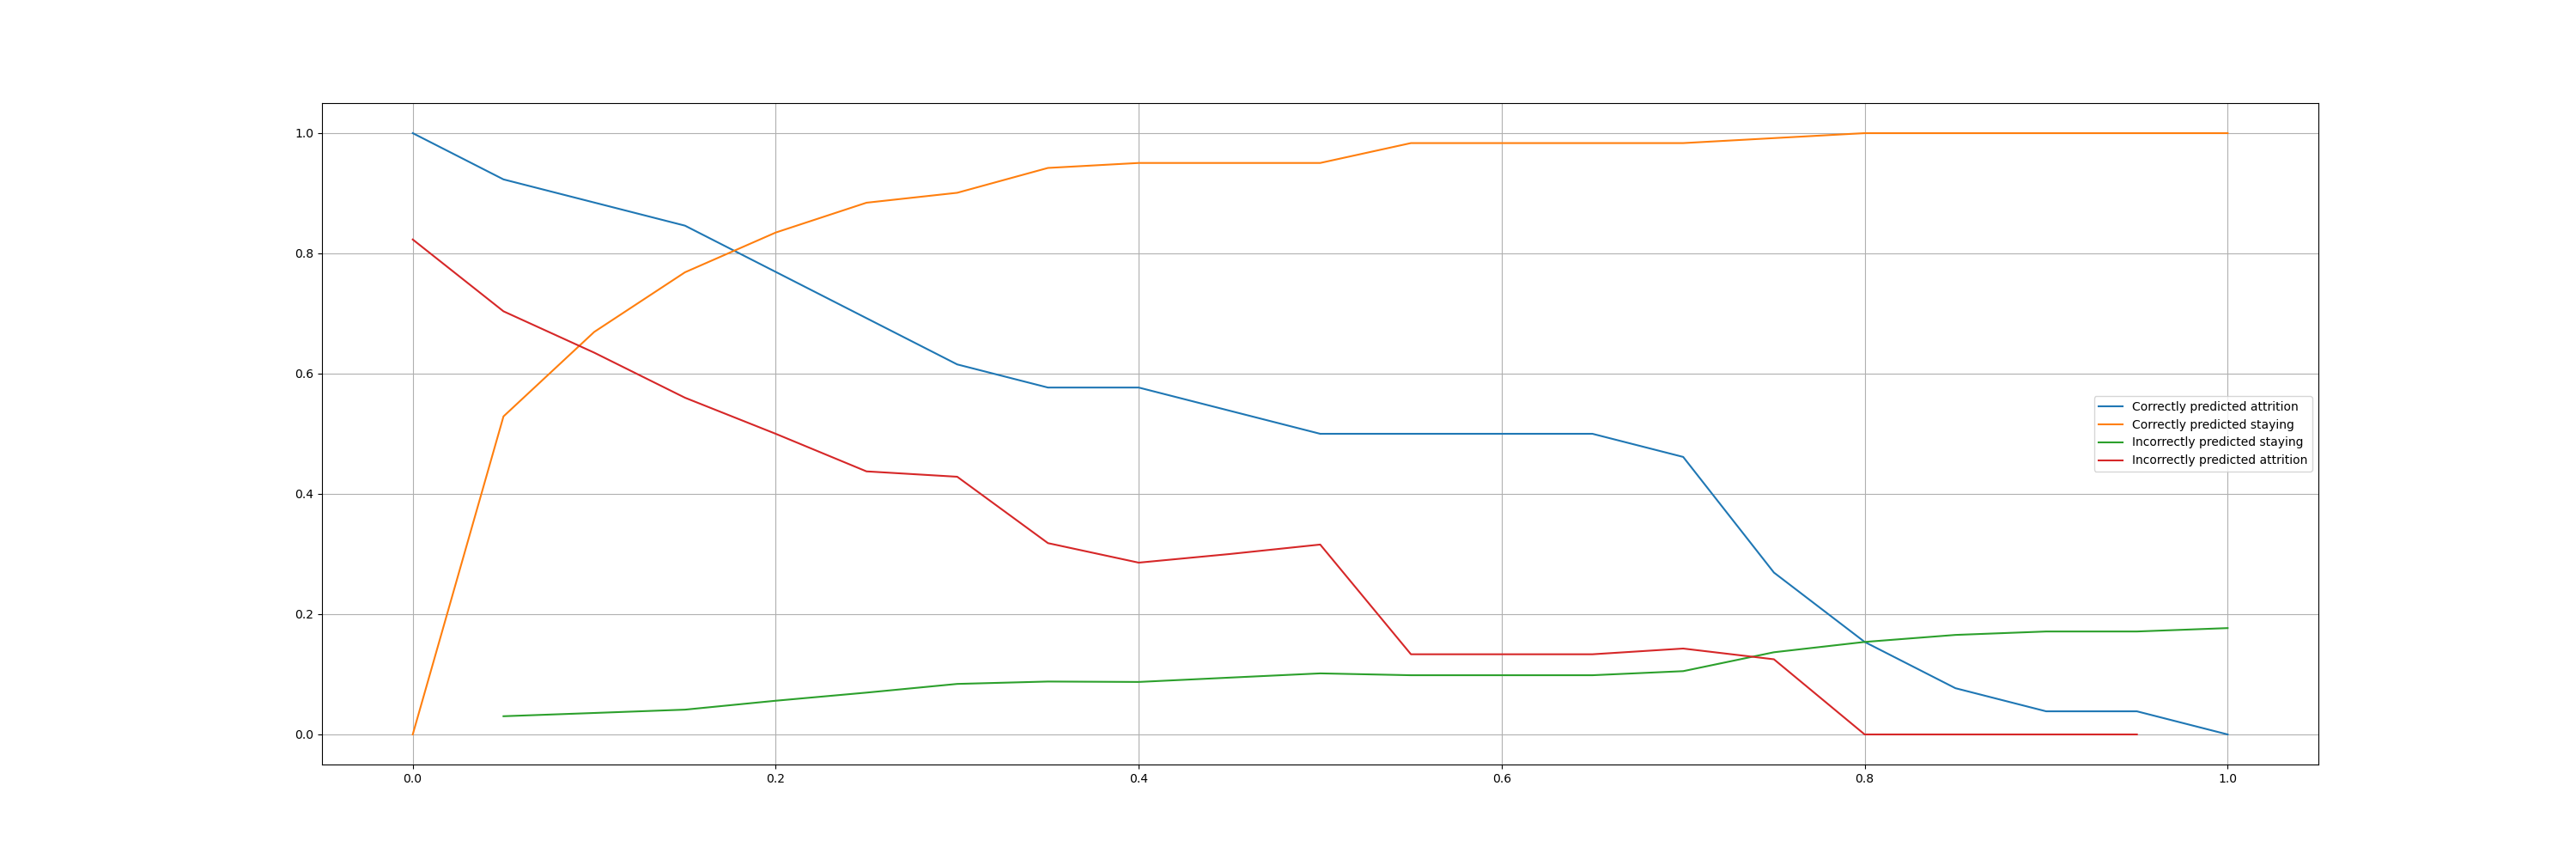 1.0
0.8
0.6
0.4
0.2
0.0
0.0 0.2 0.4 0.6 0.8 1.0
Correctly predicted attrition
Correctly predicted staying
Incorrectly predicted staying
Incorrectly predicted attrition